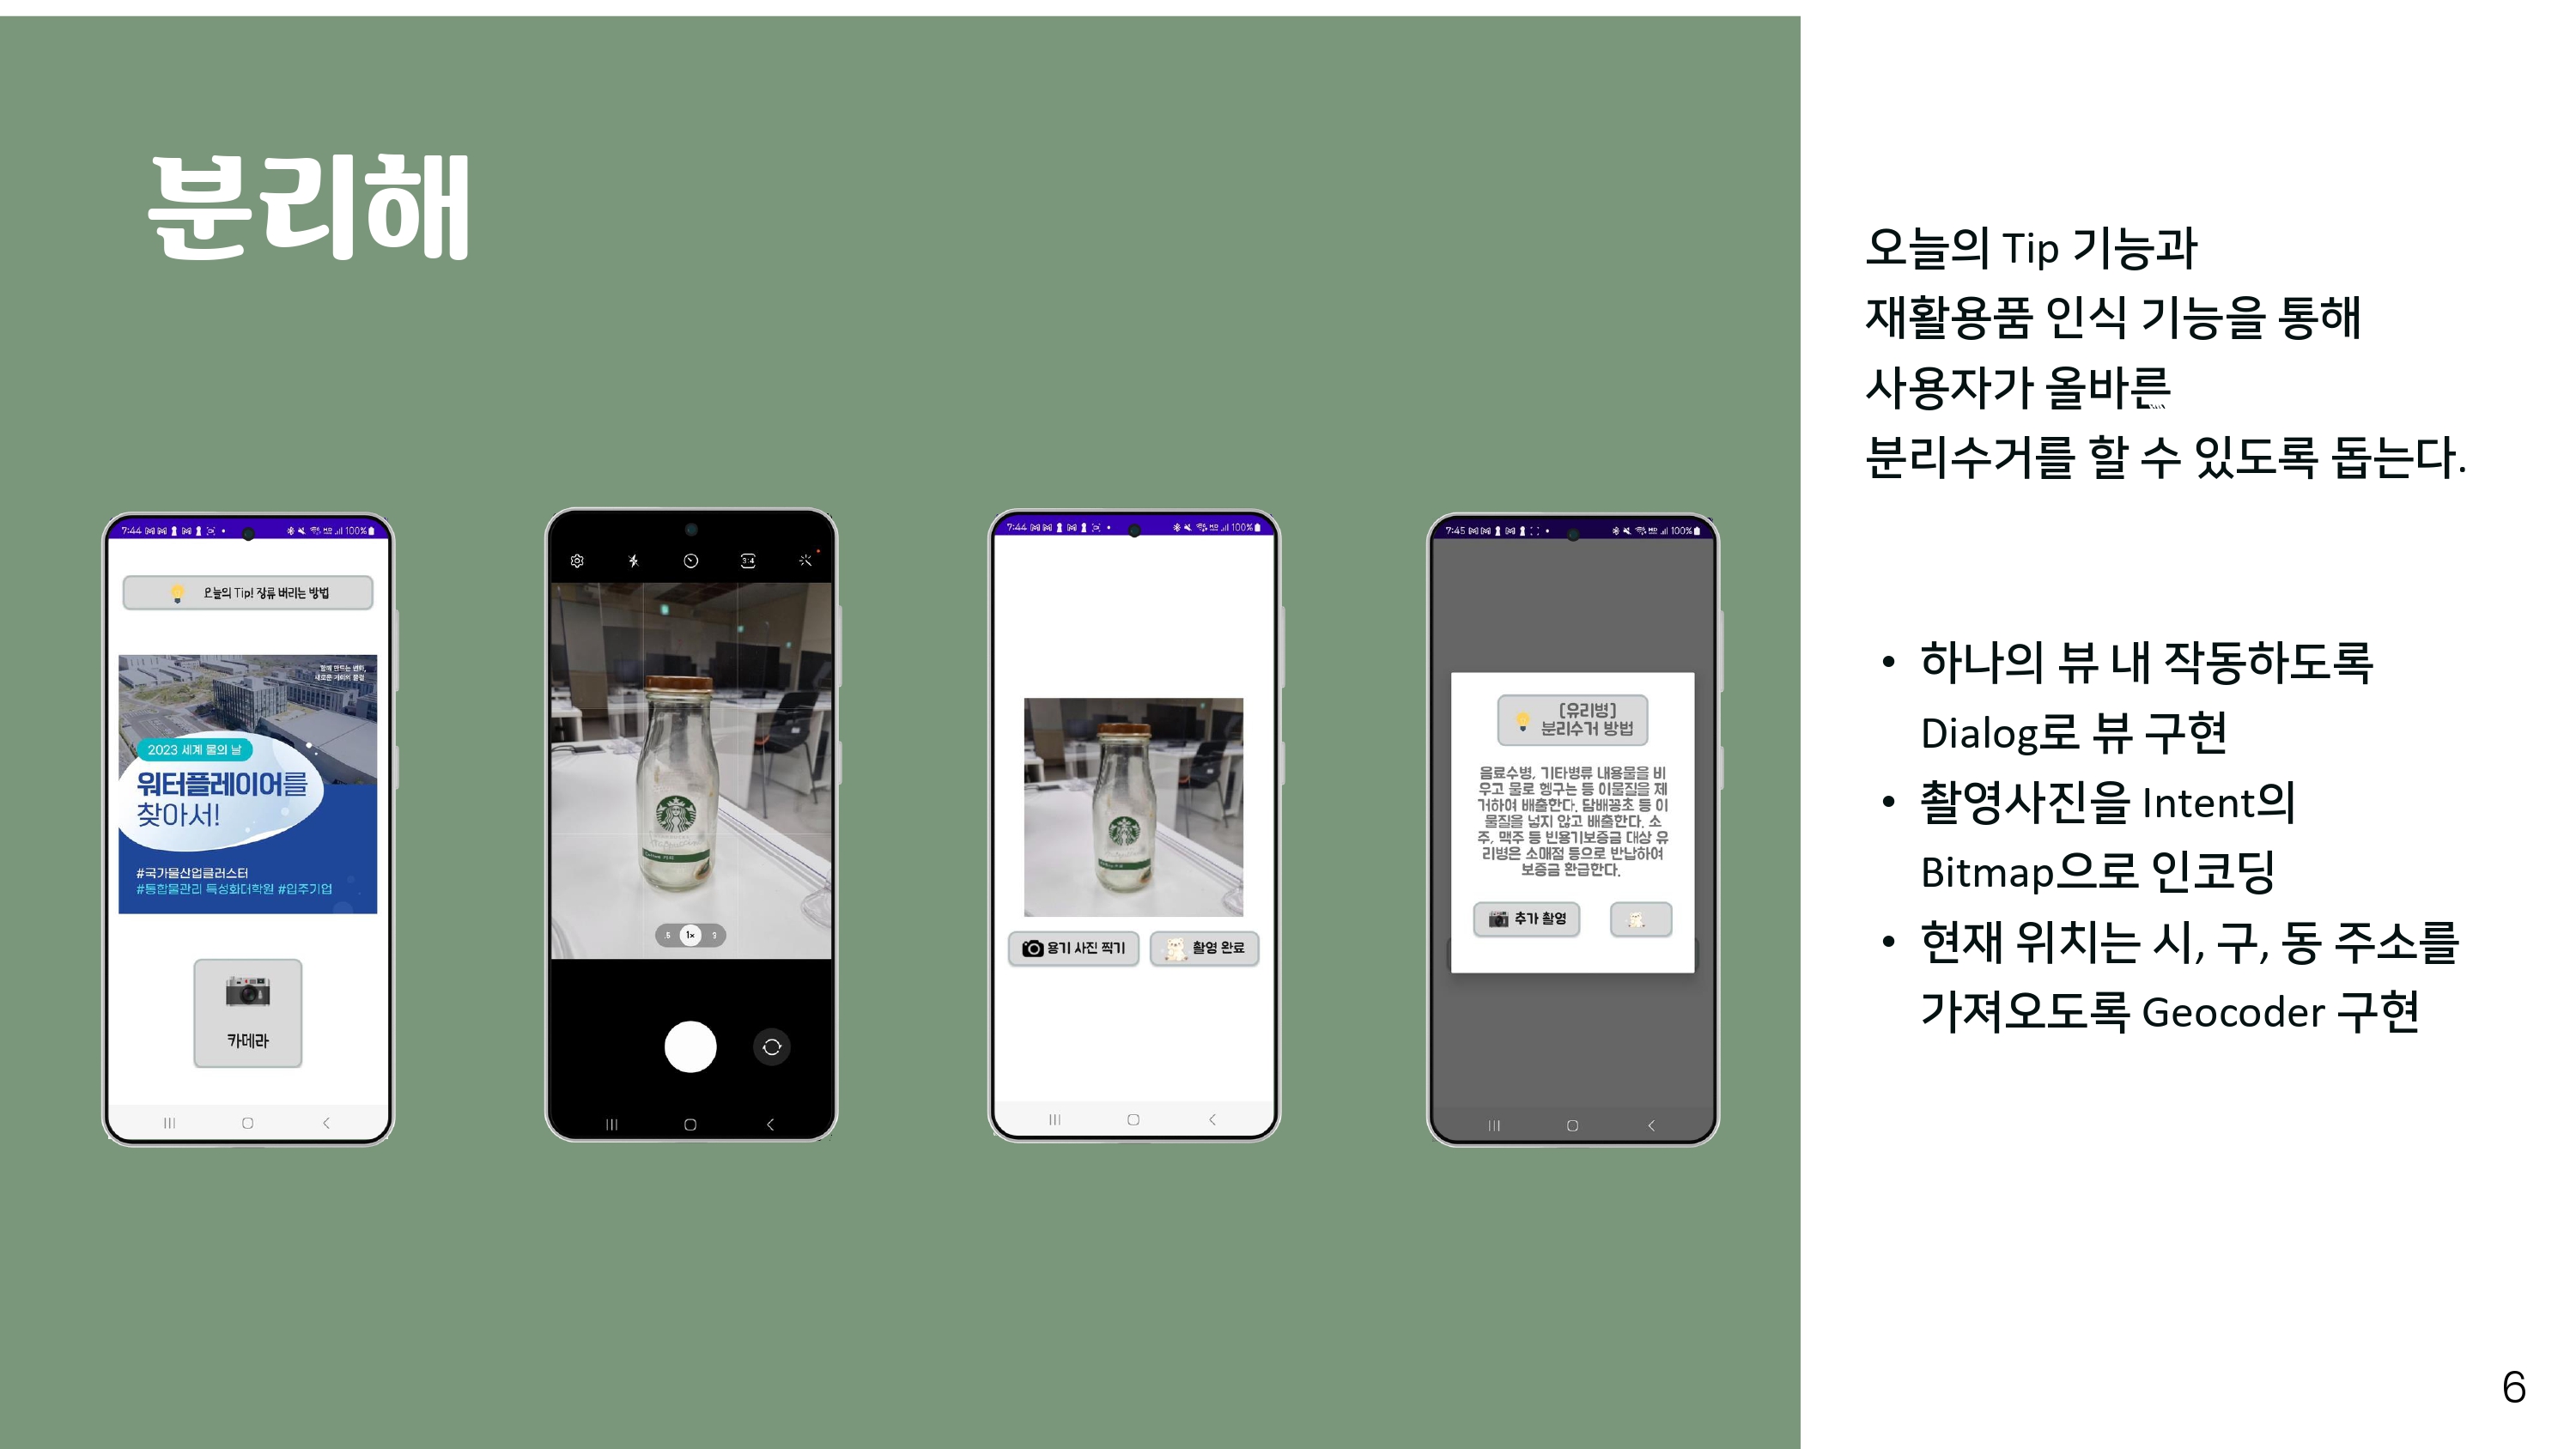 분리해
7:44
100%
오늘의 Tip! 장류 버리는 방법
함께 만드는 변화,
2023 세계 물의 날
워터플레이어를
찾아서!
#국가물산업클러스터
#통합물관리 특성화대학원 #입주기업
카메라
3:4
.5 1× 3
7:44
100%
용기 사진 찍기
촬영 완료
7:45
100%
[유리병]
분리수거 방법
음료수병, 기타병류 내용물을 비
우고 물로 헹구는 등 이물질을 제
거하여 배출한다. 담배꽁초 등 이
물질을 넣지 않고 배출한다. 소
주, 맥주 등 빈용기보증금 대상 유
리병은 소매점 등으로 반납하여
보증금 환급한다.
추가 촬영
오늘의 Tip 기능과
재활용품 인식 기능을 통해
사용자가 올바른
분리수거를 할 수 있도록 돕는다.
• 하나의 뷰 내 작동하도록
Dialog로 뷰 구현
• 촬영사진을 Intent의
Bitmap으로 인코딩
• 현재 위치는 시, 구, 동 주소를
가져오도록 Geocoder 구현
6